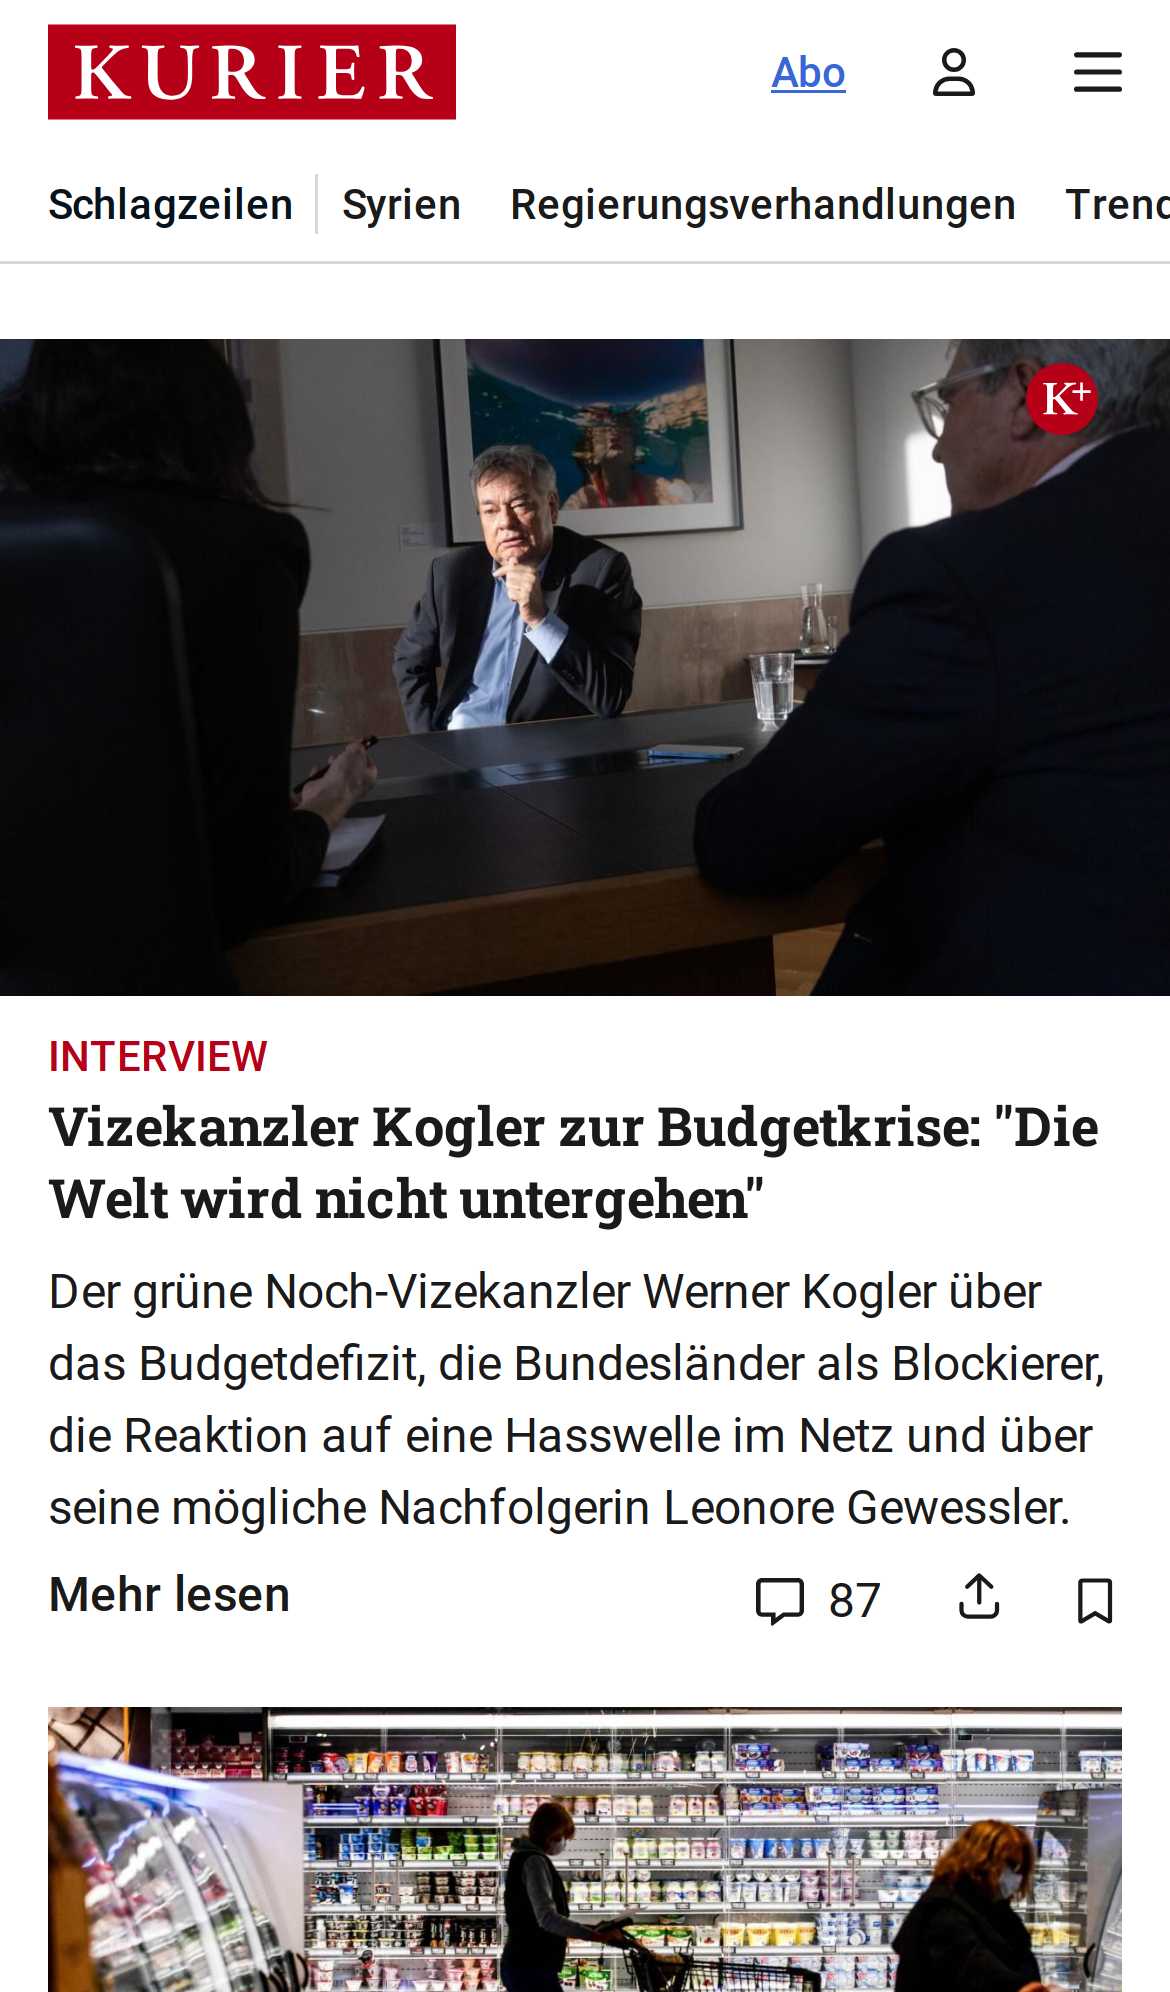 KURIER
Abo
Schlagzeilen
Syrien
Regierungsverhandlungen
Trend
K+
INTERVIEW
Vizekanzler Kogler zur Budgetkrise: "Die
Welt wird nicht untergehen"
Der grüne Noch-Vizekanzler Werner Kogler über
das Budgetdefizit, die Bundesländer als Blockierer,
die Reaktion auf eine Hasswelle im Netz und über
seine mögliche Nachfolgerin Leonore Gewessler.
Mehr lesen
87